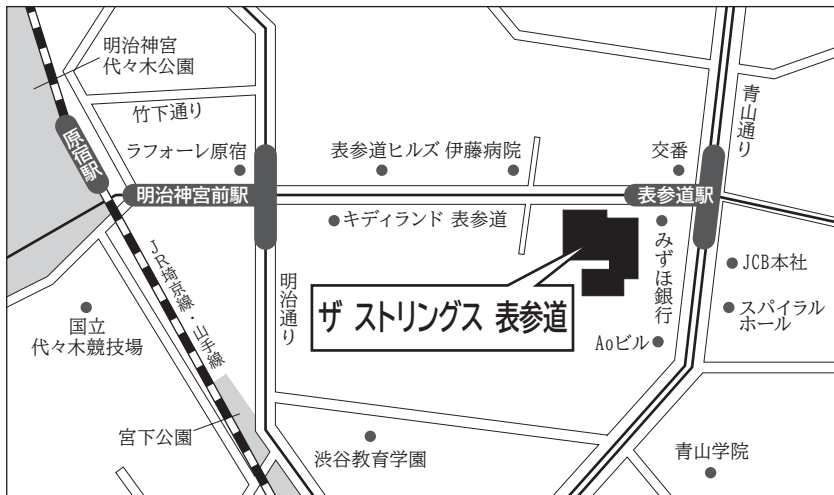 明治神宮
代々木公園
竹下通り
原宿駅
ラフォーレ原宿
表参道ヒルズ 伊藤病院
交番
青山通り
明治神宮前駅
表参道駅
キディランド 表参道
みずほ銀行
JCB本社
JR埼京線・山手線
明治通り
ザ ストリングス 表参道
スパイラル
ホール
国立
代々木競技場
Aoビル
宮下公園
渋谷教育学園
青山学院